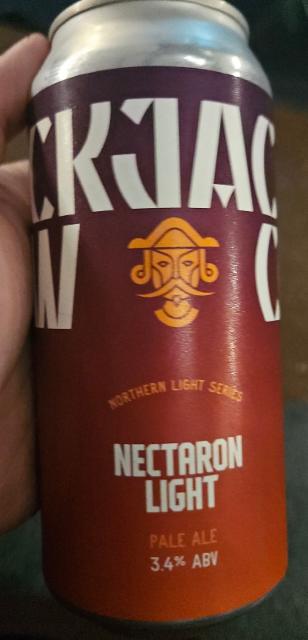 CKJAC
W C
NORTHERN LIGHT SERIES
NECTARON
LIGHT
PALE ALE
3.4% ABV